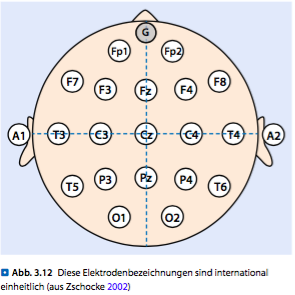 G
Fp1 Fp2
F7 F3 Fz F4 F8
A1 T3 C3 Cz C4 T4 A2
T5 P3 Pz P4 T6
O1 O2
Abb. 3.12 Diese Elektrodenbezeichnungen sind international
einheitlich (aus Zschocke 2002)